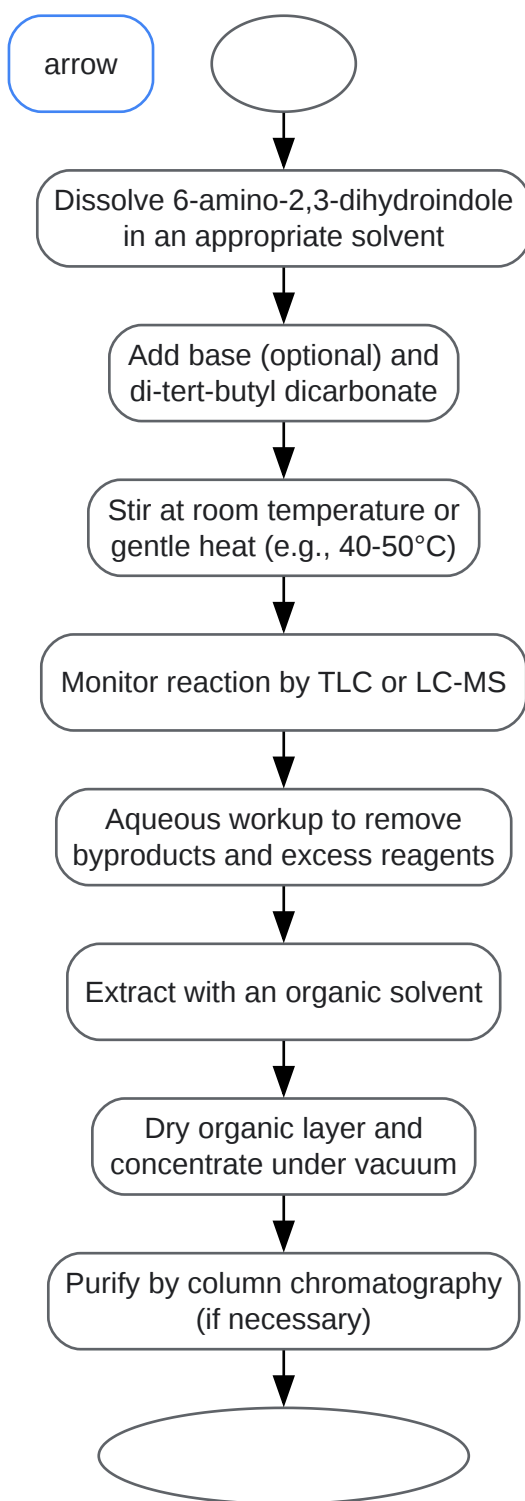 arrow
Dissolve 6-amino-2,3-dihydroindole
in an appropriate solvent
Add base (optional) and
di-tert-butyl dicarbonate
Stir at room temperature or
gentle heat (e.g., 40-50°C)
Monitor reaction by TLC or LC-MS
Aqueous workup to remove
byproducts and excess reagents
Extract with an organic solvent
Dry organic layer and
concentrate under vacuum
Purify by column chromatography
(if necessary)